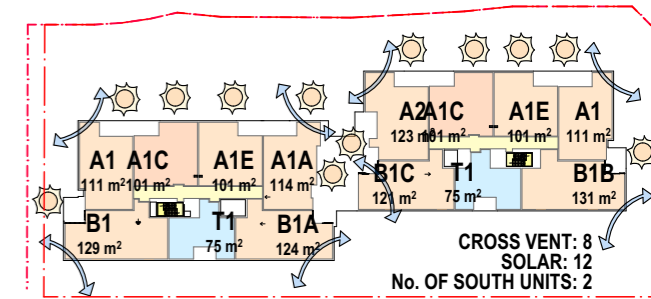 A2 A1C A1E A1
123 m² 101 m² 101 m² 111 m²
A1 A1C A1E A1A
111 m² 101 m² 101 m² 114 m²
B1C T1 B1B
121 m² 75 m² 131 m²
B1 T1 B1A
129 m² 75 m² 124 m²
CROSS VENT: 8
SOLAR: 12
No. OF SOUTH UNITS: 2